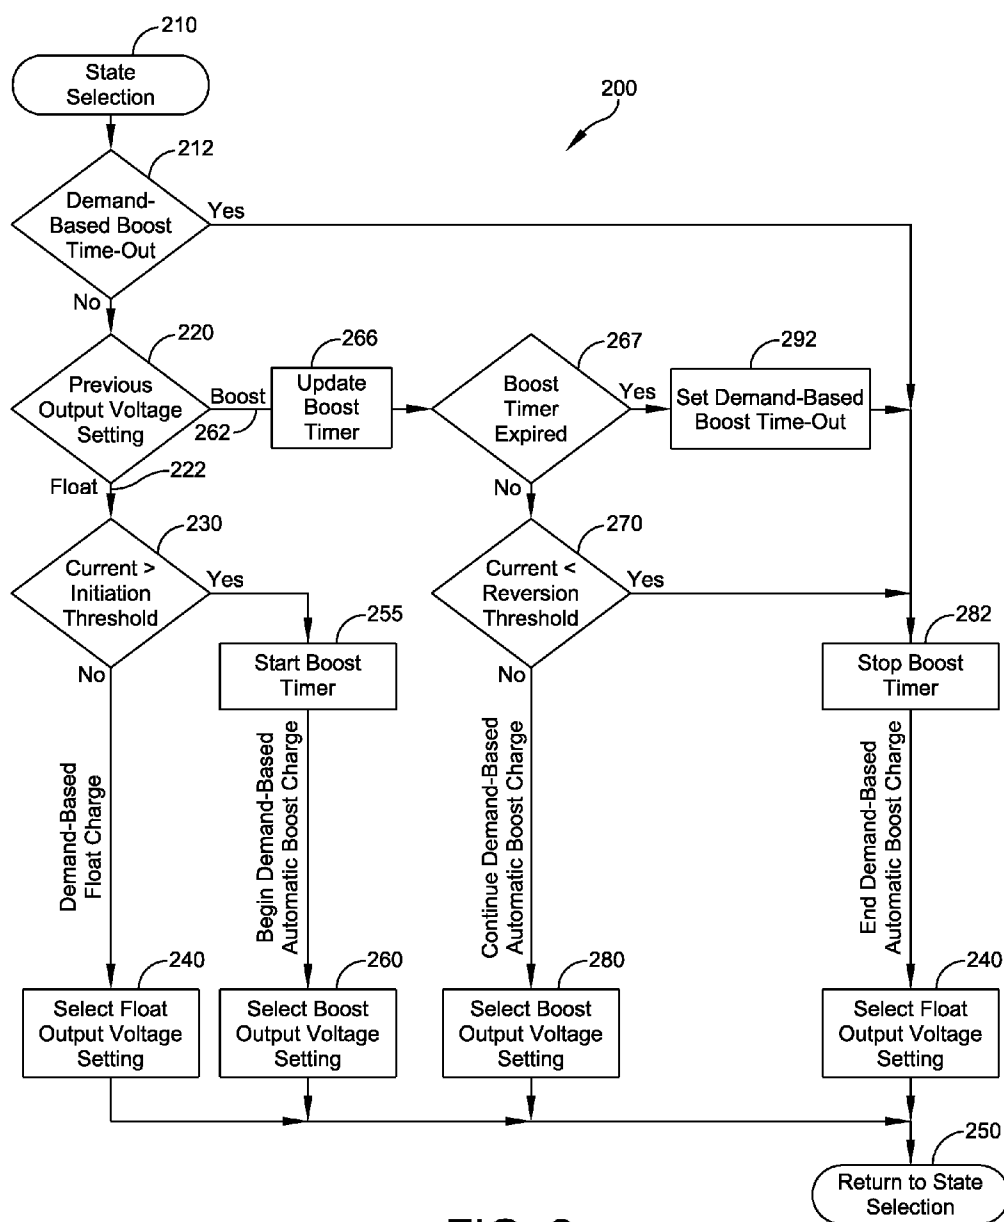 210
State
Selection
200
212
Demand-
Based Boost
Time-Out
Yes
No
220
Previous
Output Voltage
Setting
Boost
262
266
Update
Boost
Timer
267
Boost
Timer
Expired
Yes
292
Set Demand-Based
Boost Time-Out
Float
222
No
230
Current >
Initiation
Threshold
Yes
No
255
Start Boost
Timer
270
Current <
Reversion
Threshold
Yes
No
282
Stop Boost
Timer
Demand-Based
Float Charge
Begin Demand-Based
Automatic Boost Charge
Continue Demand-Based
Automatic Boost Charge
End Demand-Based
Automatic Boost Charge
240
Select Float
Output Voltage
Setting
260
Select Boost
Output Voltage
Setting
280
Select Boost
Output Voltage
Setting
240
Select Float
Output Voltage
Setting
250
Return to State
Selection